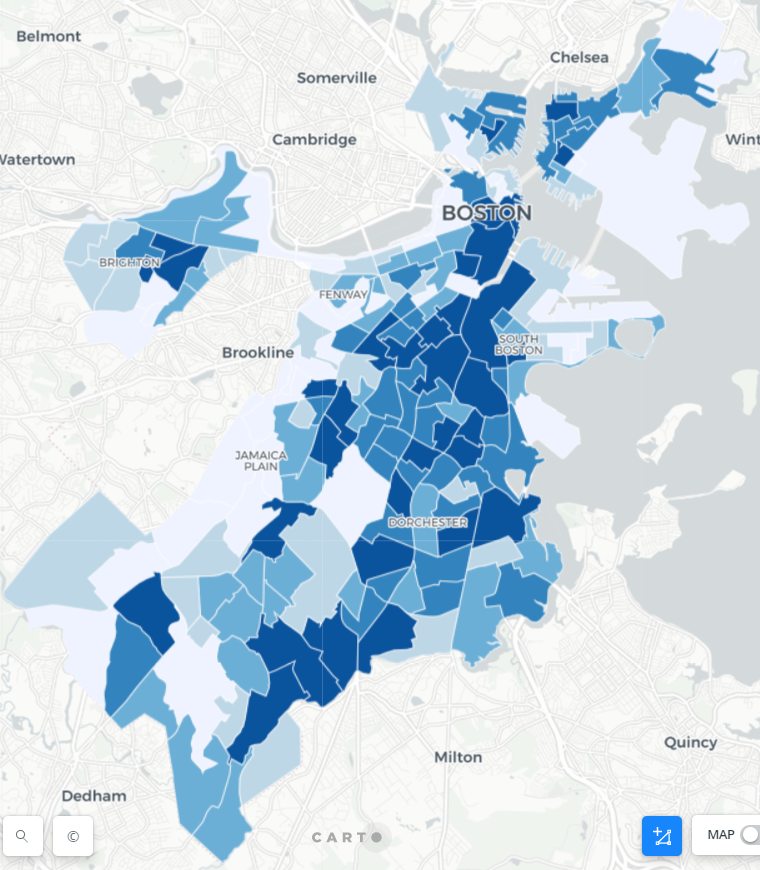 Belmont
Chelsea
Somerville
Cambridge
Watertown
Wint
BOSTON
BRIGHTON
FENWAY
SOUTH
BOSTON
Brookline
JAMAICA
PLAIN
DORCHESTER
Milton
Quincy
Dedham
©
CARTO
MAP